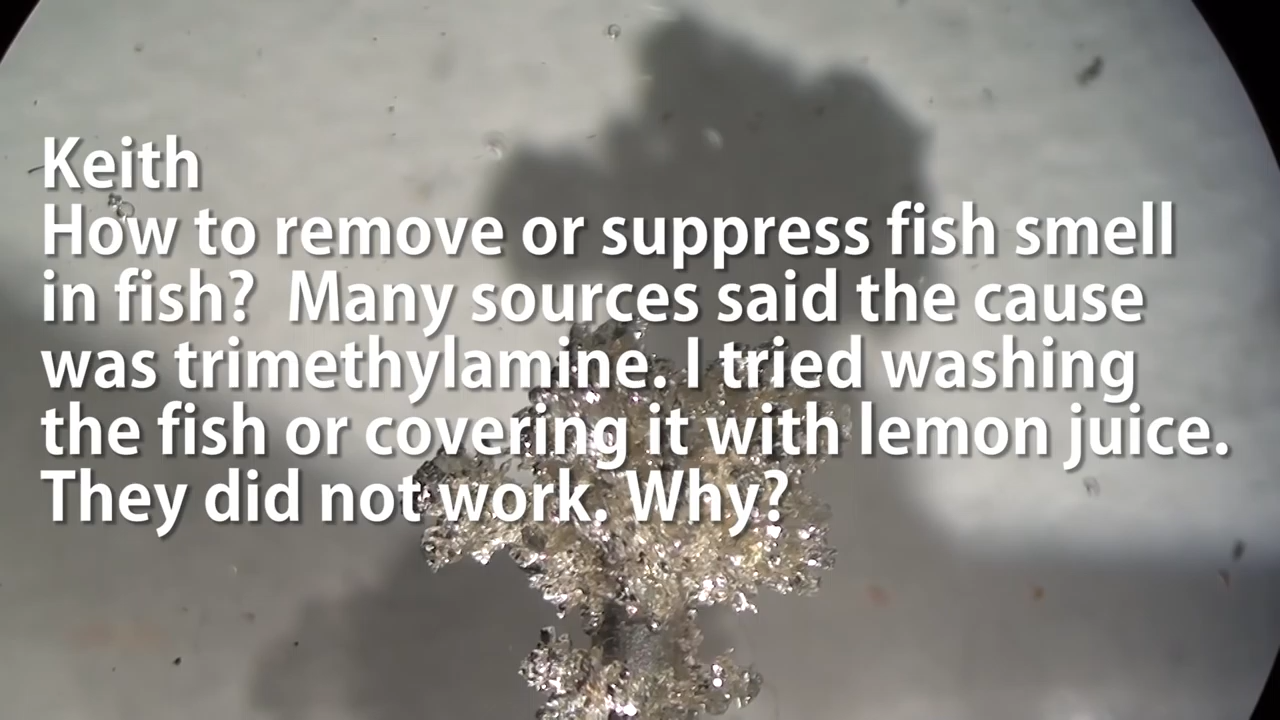 Keith
How to remove or suppress fish smell
in fish?  Many sources said the cause
was trimethylamine. I tried washing
the fish or covering it with lemon juice.
They did not work. Why?